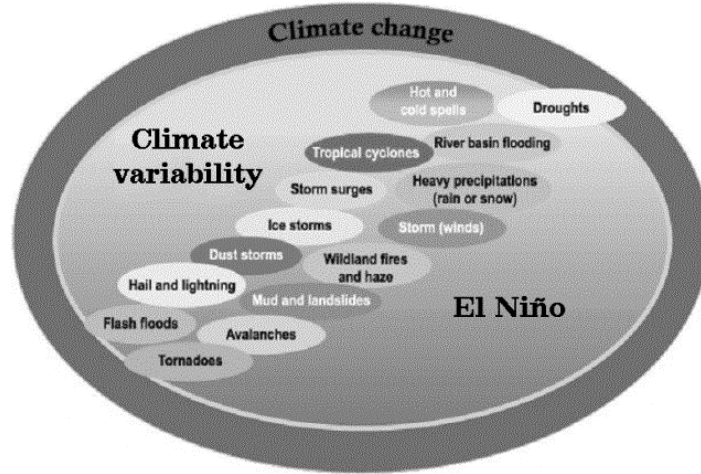 Climate change
Hot and
cold spells
Droughts
Climate
variability
Tropical cyclones
River basin flooding
Storm surges
Heavy precipitations
(rain or snow)
Ice storms
Storm (winds)
Dust storms
Wildland fires
and haze
Hail and lightning
Mud and landslides
El Niño
Flash floods
Avalanches
Tornadoes